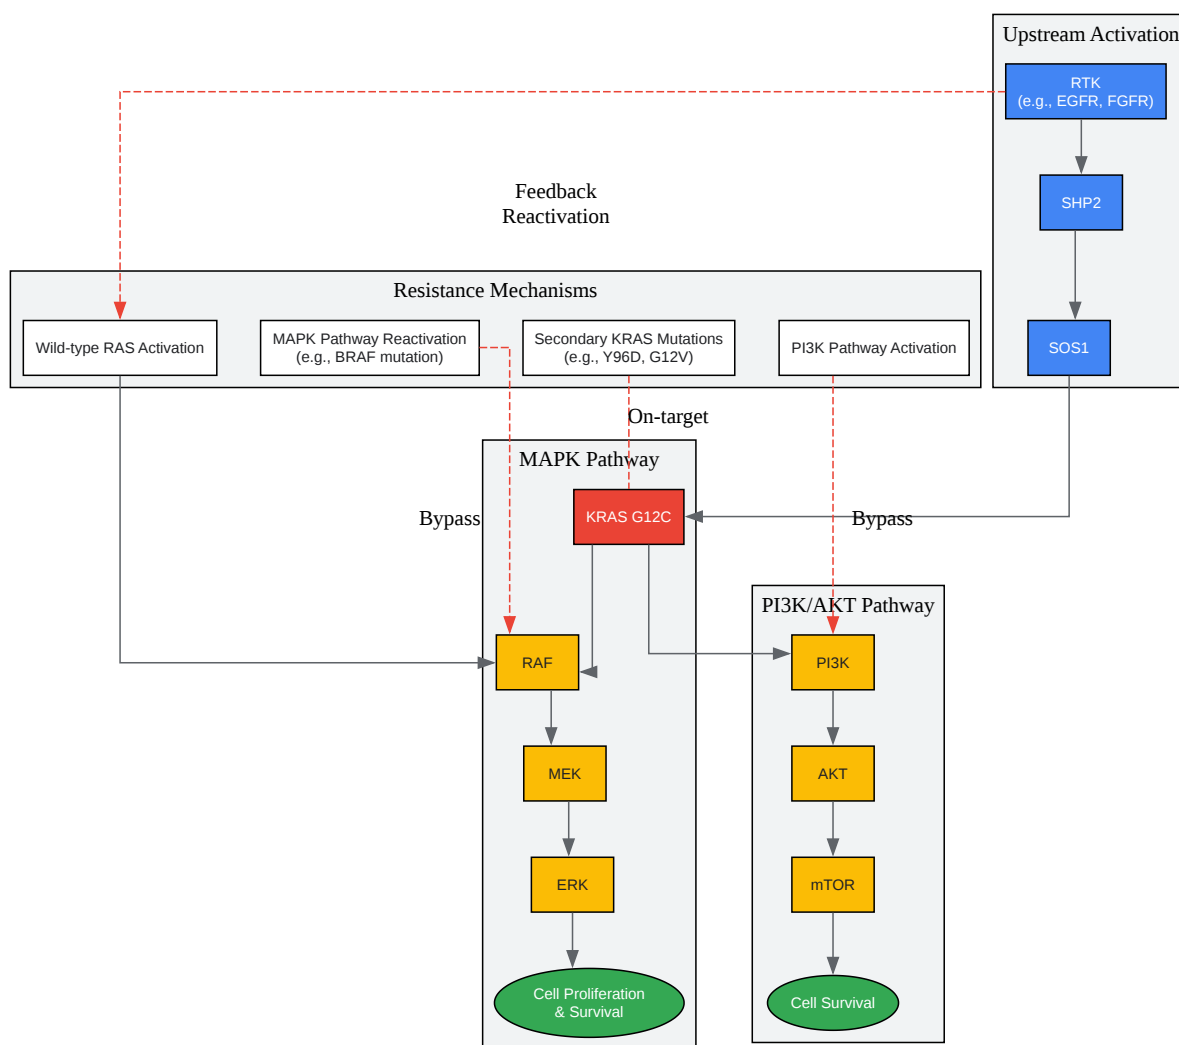 Upstream Activation
RTK
(e.g., EGFR, FGFR)
Feedback
Reactivation
SHP2
Resistance Mechanisms
Wild-type RAS Activation
MAPK Pathway Reactivation
(e.g., BRAF mutation)
Secondary KRAS Mutations
(e.g., Y96D, G12V)
PI3K Pathway Activation
SOS1
On-target
MAPK Pathway
Bypass
KRAS G12C
Bypass
PI3K/AKT Pathway
RAF
PI3K
MEK
AKT
ERK
mTOR
Cell Proliferation
& Survival
Cell Survival